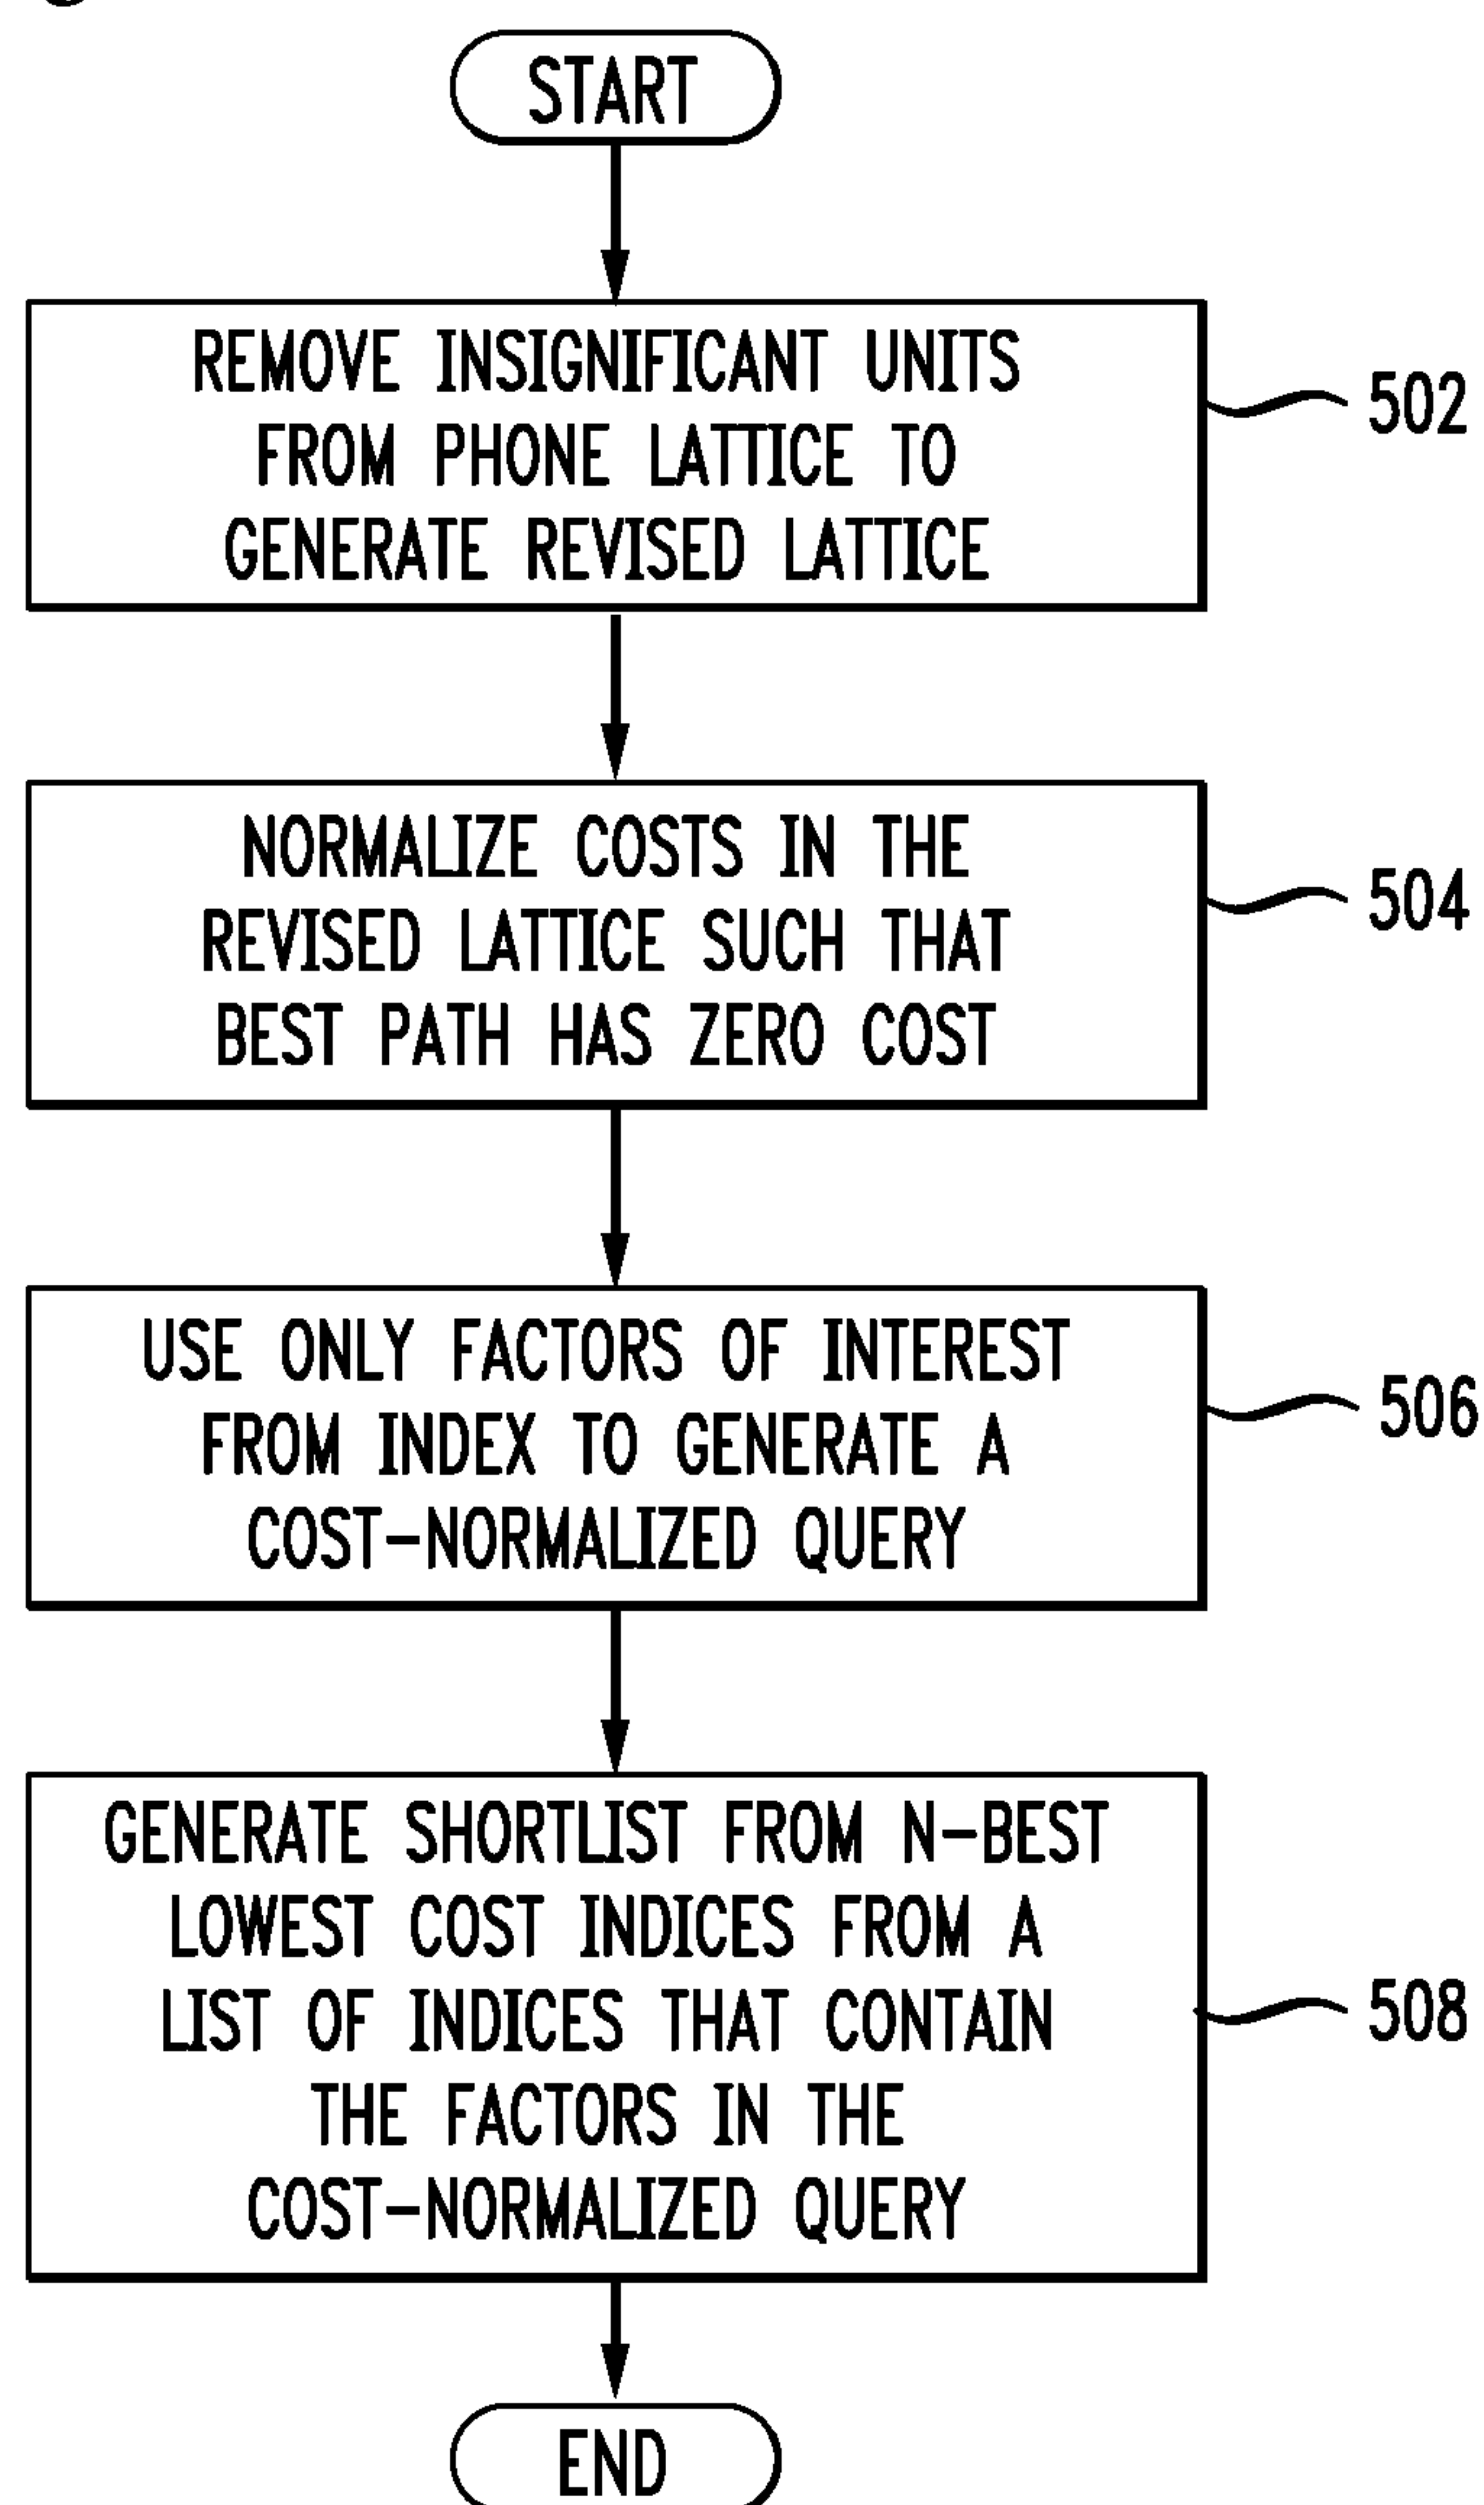 START
REMOVE INSIGNIFICANT UNITS
FROM PHONE LATTICE TO
GENERATE REVISED LATTICE
502
NORMALIZE COSTS IN THE
REVISED LATTICE SUCH THAT
BEST PATH HAS ZERO COST
504
USE ONLY FACTORS OF INTEREST
FROM INDEX TO GENERATE A
COST-NORMALIZED QUERY
506
GENERATE SHORTLIST FROM N-BEST
LOWEST COST INDICES FROM A
LIST OF INDICES THAT CONTAIN
THE FACTORS IN THE
COST-NORMALIZED QUERY
508
END